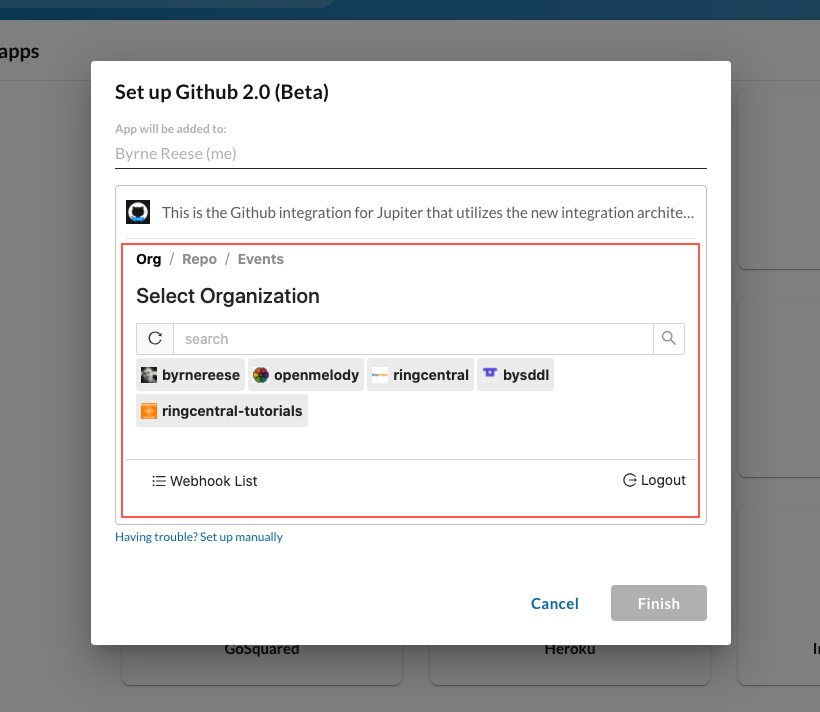 apps
Set up Github 2.0 (Beta)
App will be added to:
Byrne Reese (me)
This is the Github integration for Jupiter that utilizes the new integration archite...
Org / Repo / Events
Select Organization
search
byrnereese openmelody ringcentral bysddl
ringcentral-tutorials
Webhook List Logout
Having trouble? Set up manually
Cancel Finish
GoSquared Heroku